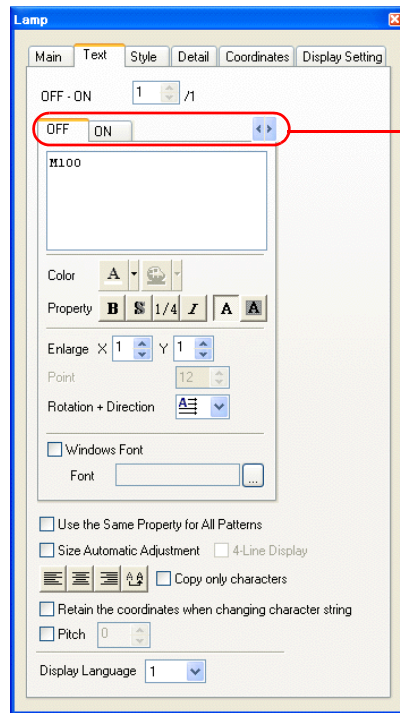 Lamp
Main Text Style Detail Coordinates Display Setting
OFF - ON 1 /1
OFF ON
M100
Color A
Property B S 1/4 I A A
Enlarge X 1 Y 1
Point 12
Rotation + Direction A
Windows Font
Font ...
Use the Same Property for All Patterns
Size Automatic Adjustment 4-Line Display
Copy only characters
Retain the coordinates when changing character string
Pitch 0
Display Language 1